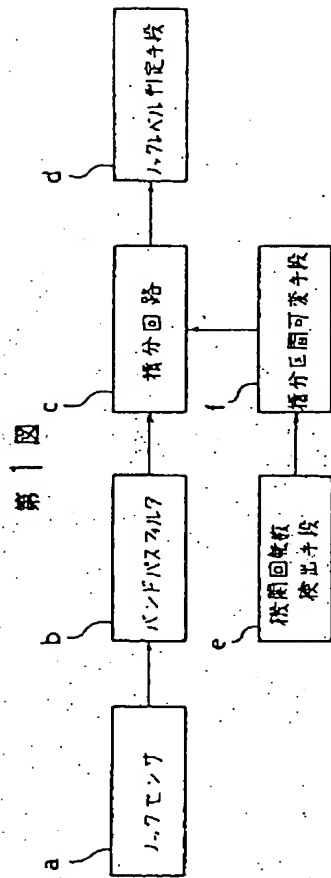 第1図
a
ノックセンサ
b
バンドパスフィルタ
c
積分回路
d
ノックレベル判定手段
e
機関回転数
検出手段
f
積分区間可変手段